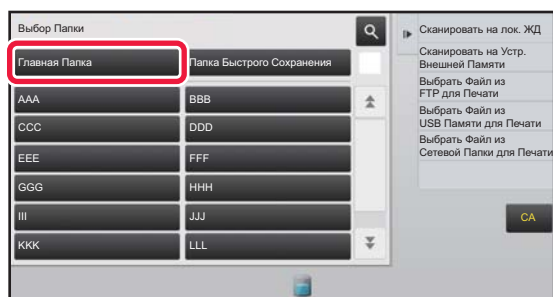 Выбор Папки
Главная Папка
Папка Быстрого Сохранения
AAA
BBB
CCC
DDD
EEE
FFF
GGG
HHH
III
JJJ
KKK
LLL
Сканировать на лок. ЖД
Сканировать на Устр.
Внешней Памяти
Выбрать Файл из
FTP для Печати
Выбрать Файл из
USB Памяти для Печати
Выбрать Файл из
Сетевой Папки для Печати
CA